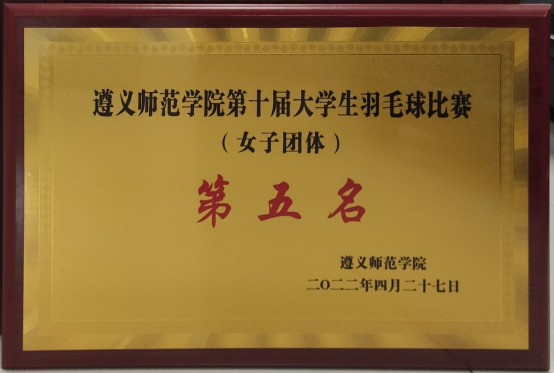 遵义师范学院第十届大学生羽毛球比赛
（女子团体）
第五名
遵义师范学院
二〇二二年四月二十七日